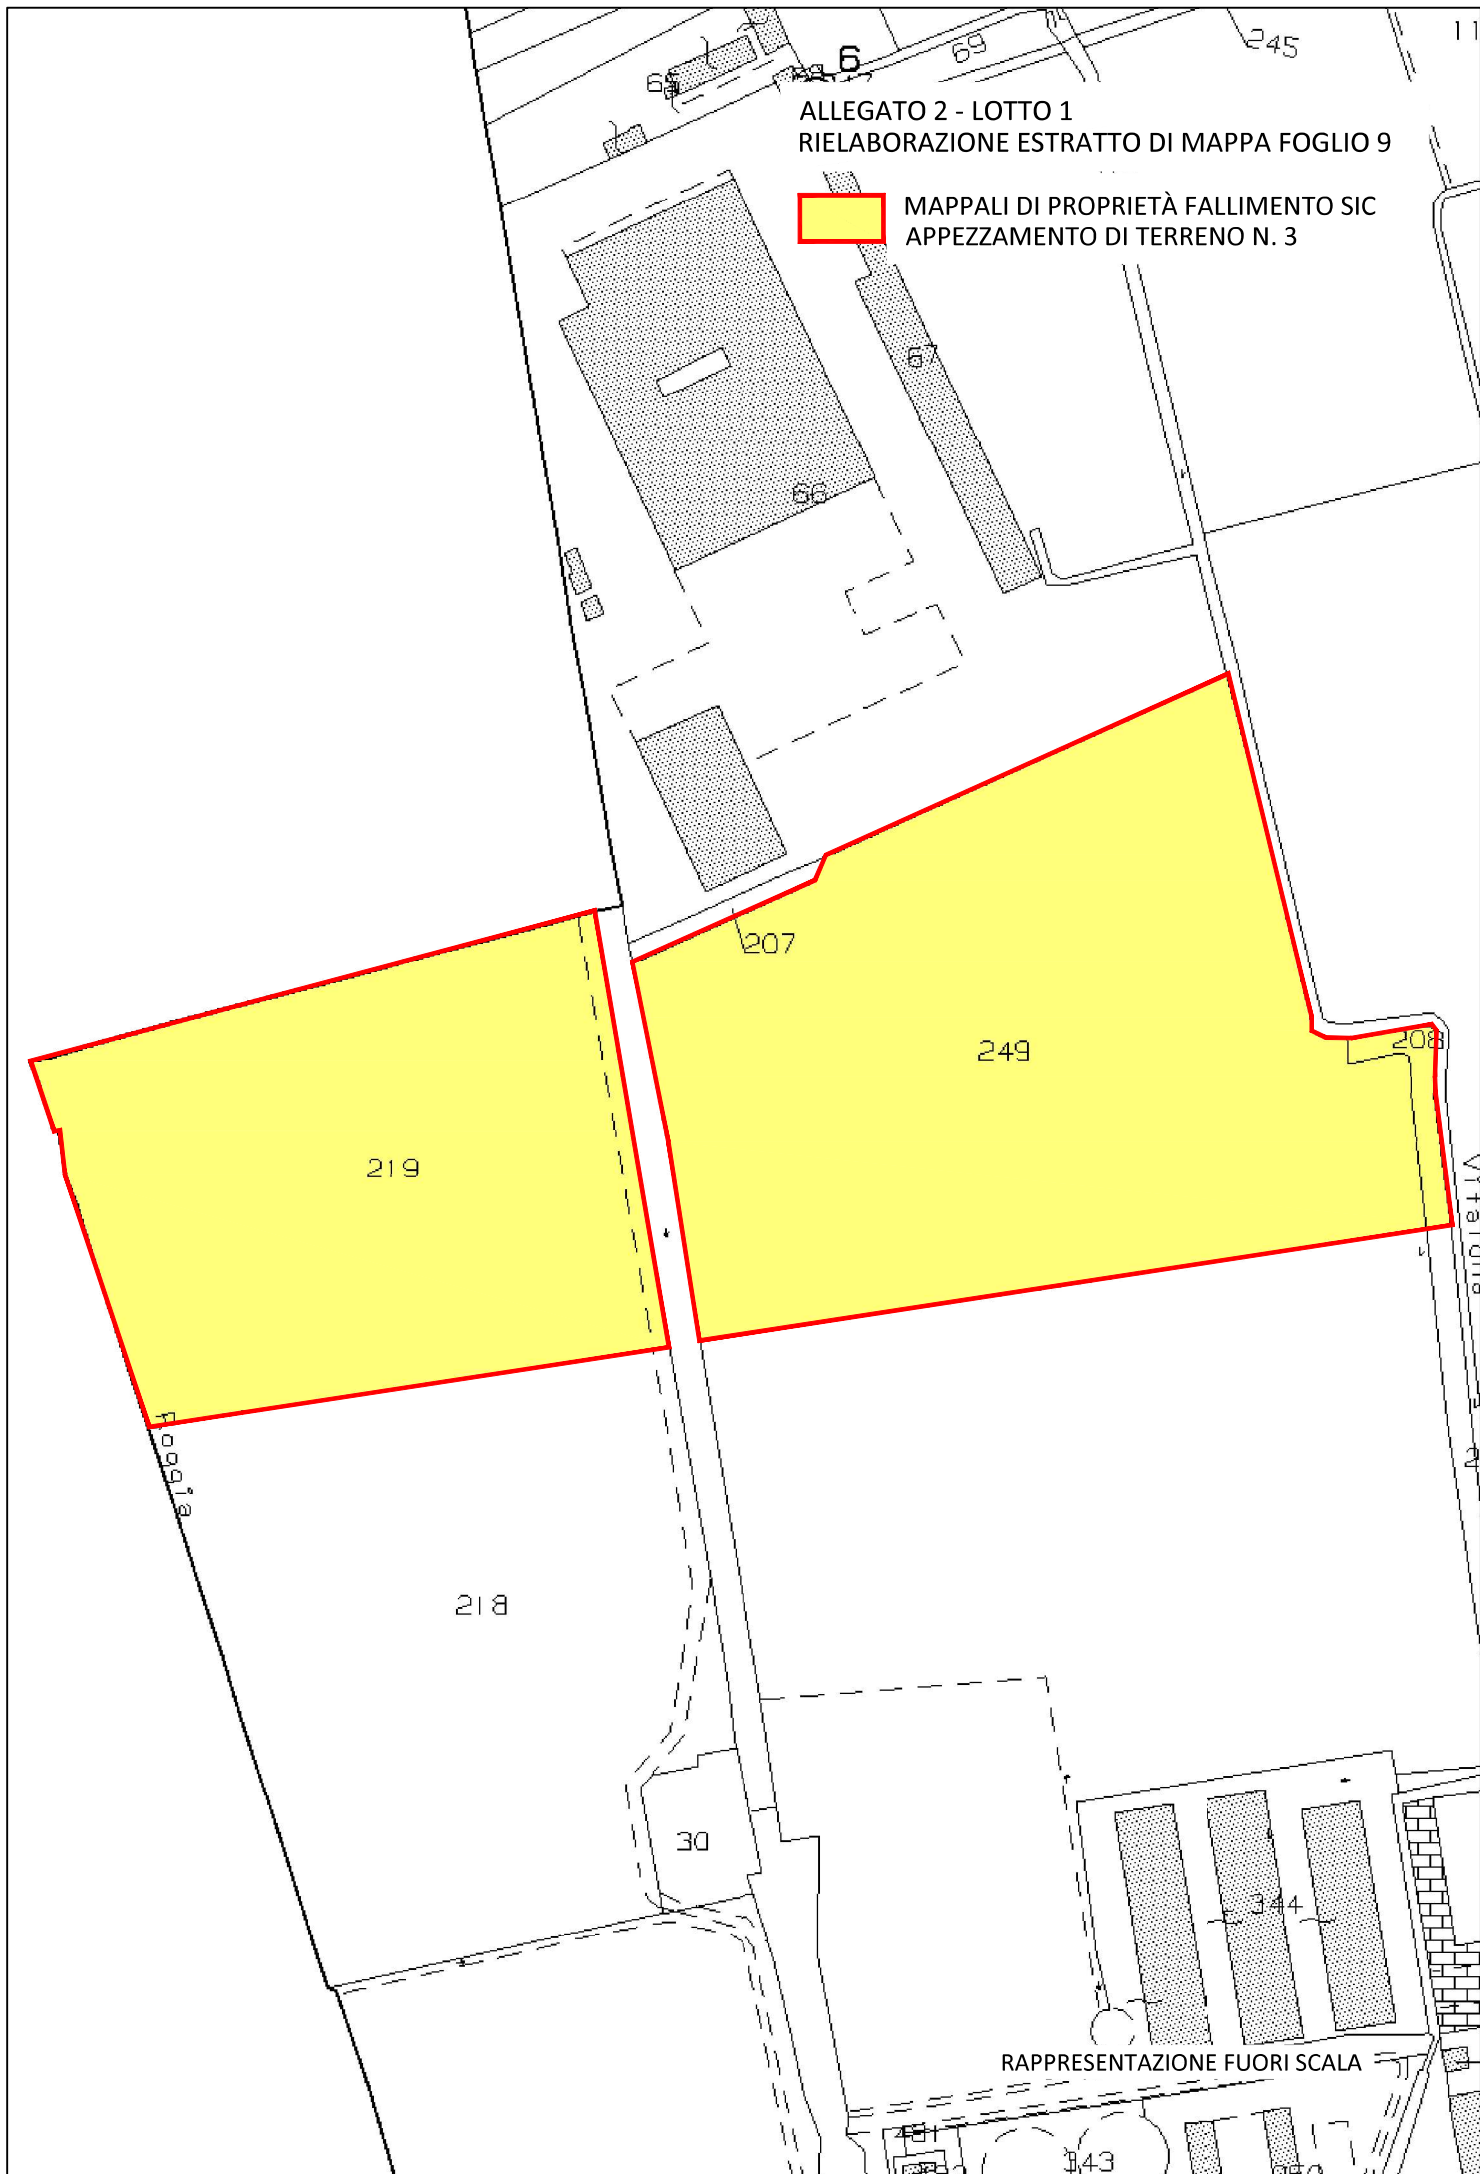 6
69
245
11
65
ALLEGATO 2 - LOTTO 1
RIELABORAZIONE ESTRATTO DI MAPPA FOGLIO 9
MAPPALI DI PROPRIETÀ FALLIMENTO SIC
APPEZZAMENTO DI TERRENO N. 3
67
66
207
249
208
219
Roggia
218
30
344
RAPPRESENTAZIONE FUORI SCALA
343